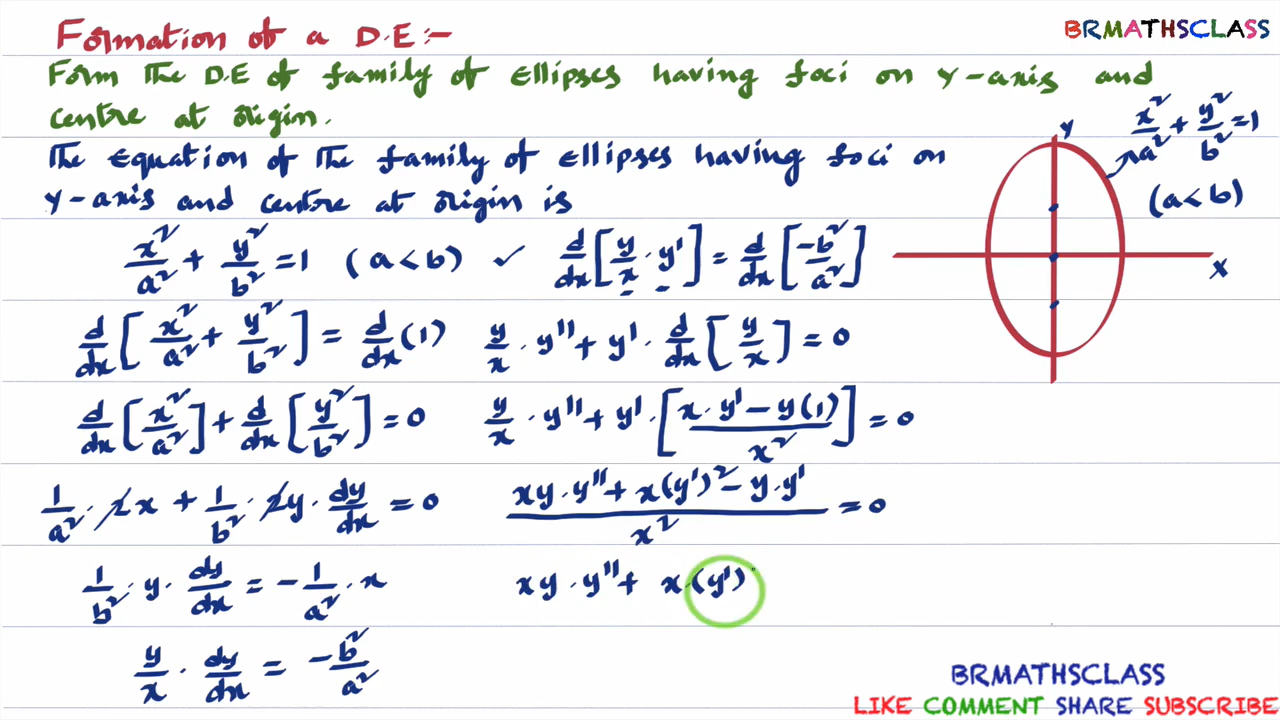 Formation of a D.E:-
BRMATHSCLASS
Form the D.E of family of ellipses having foci on Y-axis and
centre at origin.
The Equation of the family of ellipses having foci on
Y-axis and centre at origin is
x²/a² + y²/b² = 1 (a<b) ✓
d/dx[x²/a² + y²/b²] = d/dx(1)
d/dx[x²/a²] + d/dx[y²/b²] = 0
1/a² · 2x + 1/b² · 2y · dy/dx = 0
1/b² · y · dy/dx = -1/a² · x
y/x · dy/dx = -b²/a²
d/dx[y/x · y'] = d/dx[-b²/a²]
y/x · y'' + y' · d/dx[y/x] = 0
y/x · y'' + y' · [(x · y' - y(1))/x²] = 0
(xy · y'' + x(y')² - y · y')/x² = 0
xy · y'' + x · (y')
Y
x²/a² + y²/b² = 1
(a<b)
X
BRMATHSCLASS
LIKE COMMENT SHARE SUBSCRIBE